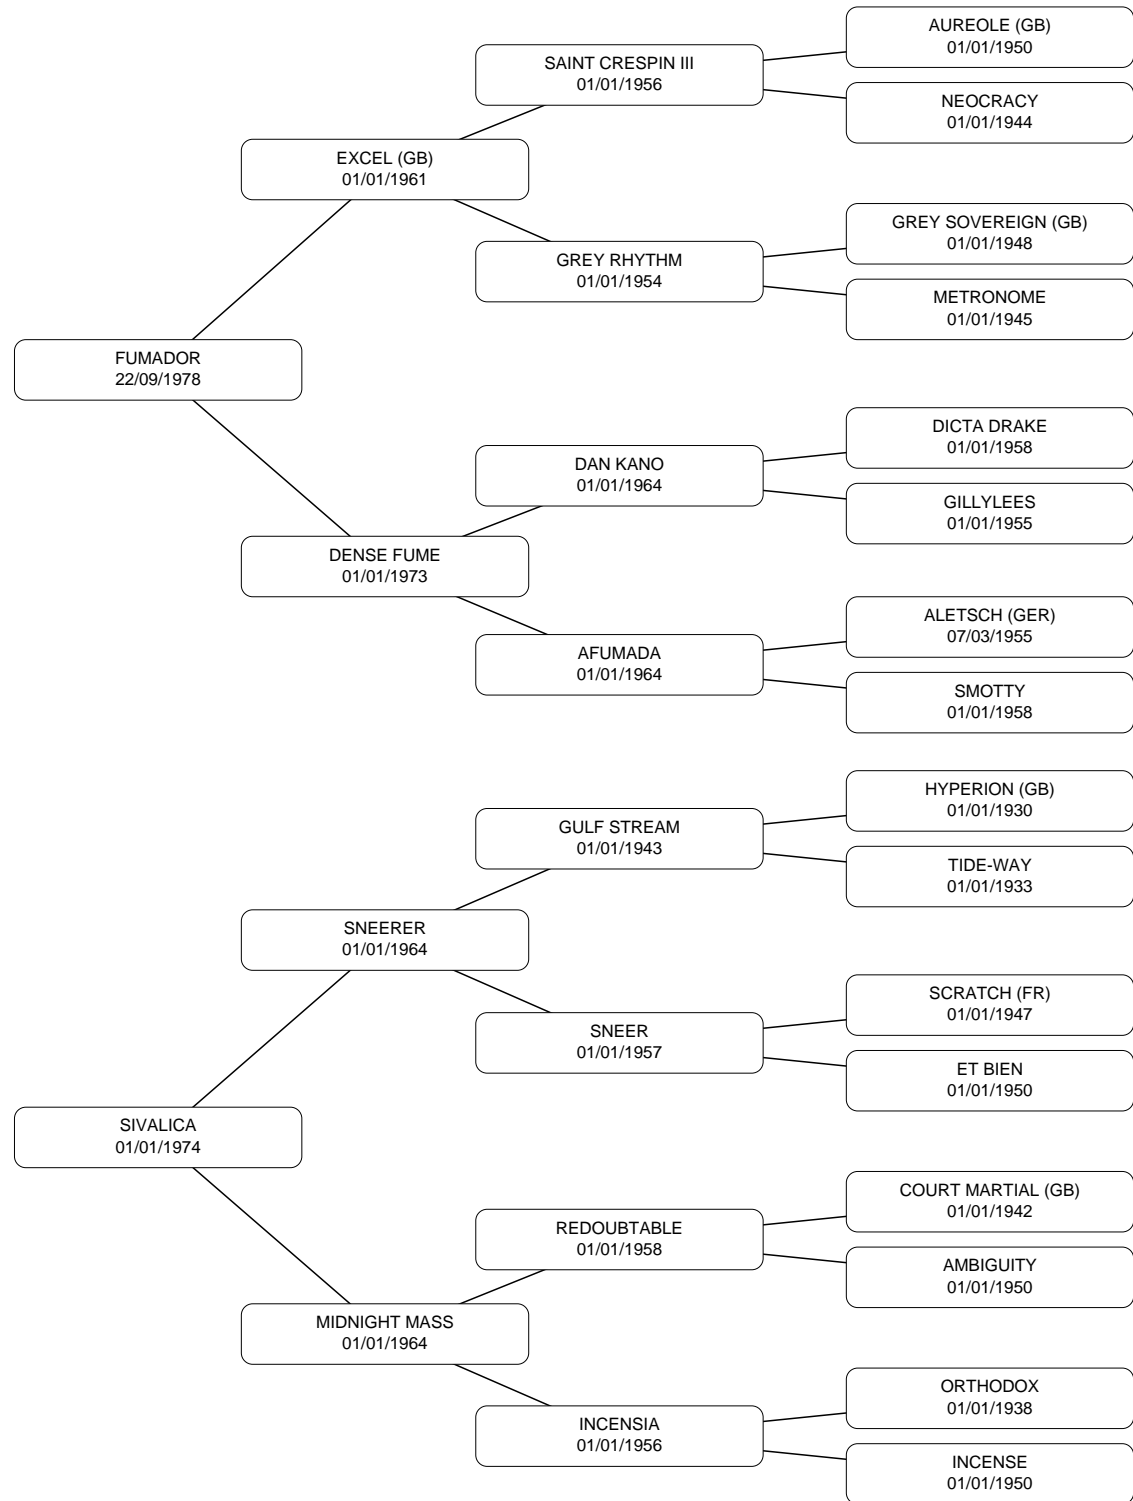 AUREOLE (GB)
01/01/1950
SAINT CRESPIN III
01/01/1956
NEOCRACY
01/01/1944
EXCEL (GB)
01/01/1961
GREY SOVEREIGN (GB)
01/01/1948
GREY RHYTHM
01/01/1954
METRONOME
01/01/1945
FUMADOR
22/09/1978
DICTA DRAKE
01/01/1958
DAN KANO
01/01/1964
GILLYLEES
01/01/1955
DENSE FUME
01/01/1973
ALETSCH (GER)
07/03/1955
AFUMADA
01/01/1964
SMOTTY
01/01/1958
HYPERION (GB)
01/01/1930
GULF STREAM
01/01/1943
TIDE-WAY
01/01/1933
SNEERER
01/01/1964
SCRATCH (FR)
01/01/1947
SNEER
01/01/1957
ET BIEN
01/01/1950
SIVALICA
01/01/1974
COURT MARTIAL (GB)
01/01/1942
REDOUBTABLE
01/01/1958
AMBIGUITY
01/01/1950
MIDNIGHT MASS
01/01/1964
ORTHODOX
01/01/1938
INCENSIA
01/01/1956
INCENSE
01/01/1950